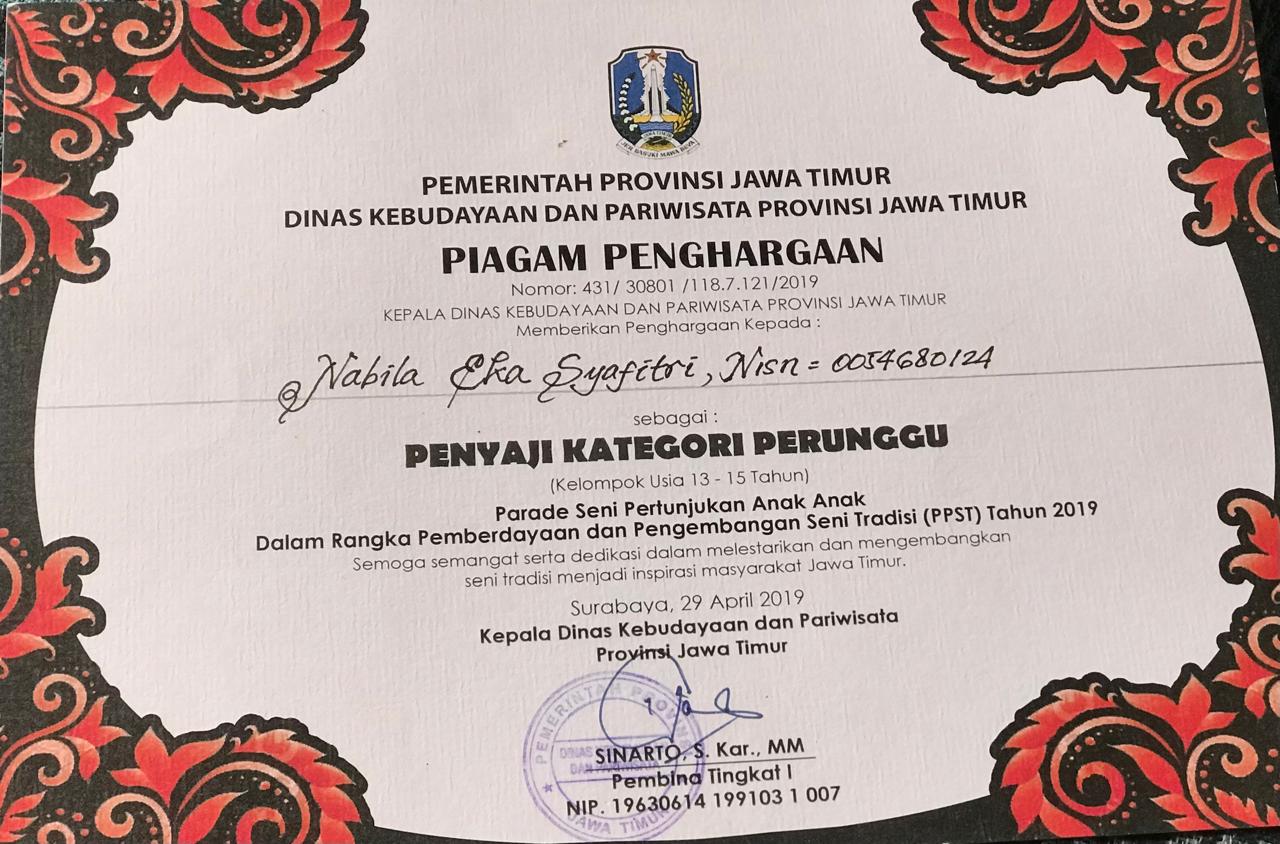 JAWA TIMUR
JER BASUKI MAWA BEYA
PEMERINTAH PROVINSI JAWA TIMUR
DINAS KEBUDAYAAN DAN PARIWISATA PROVINSI JAWA TIMUR
PIAGAM PENGHARGAAN
Nomor: 431/ 30801 /118.7.121/2019
KEPALA DINAS KEBUDAYAAN DAN PARIWISATA PROVINSI JAWA TIMUR
Memberikan Penghargaan Kepada :
Nabila Eka Syafitri, Nisn = 0054680124
sebagai :
PENYAJI KATEGORI PERUNGGU
(Kelompok Usia 13 - 15 Tahun)
Parade Seni Pertunjukan Anak Anak
Dalam Rangka Pemberdayaan dan Pengembangan Seni Tradisi (PPST) Tahun 2019
Semoga semangat serta dedikasi dalam melestarikan dan mengembangkan
seni tradisi menjadi inspirasi masyarakat Jawa Timur.
Surabaya, 29 April 2019
Kepala Dinas Kebudayaan dan Pariwisata
Provinsi Jawa Timur
PEMERINTAH PROVINSI
DINAS KEBUDAYAAN
DAN PARIWISATA
JAWA TIMUR
SINARTO, S. Kar., MM
Pembina Tingkat I
NIP. 19630614 199103 1 007